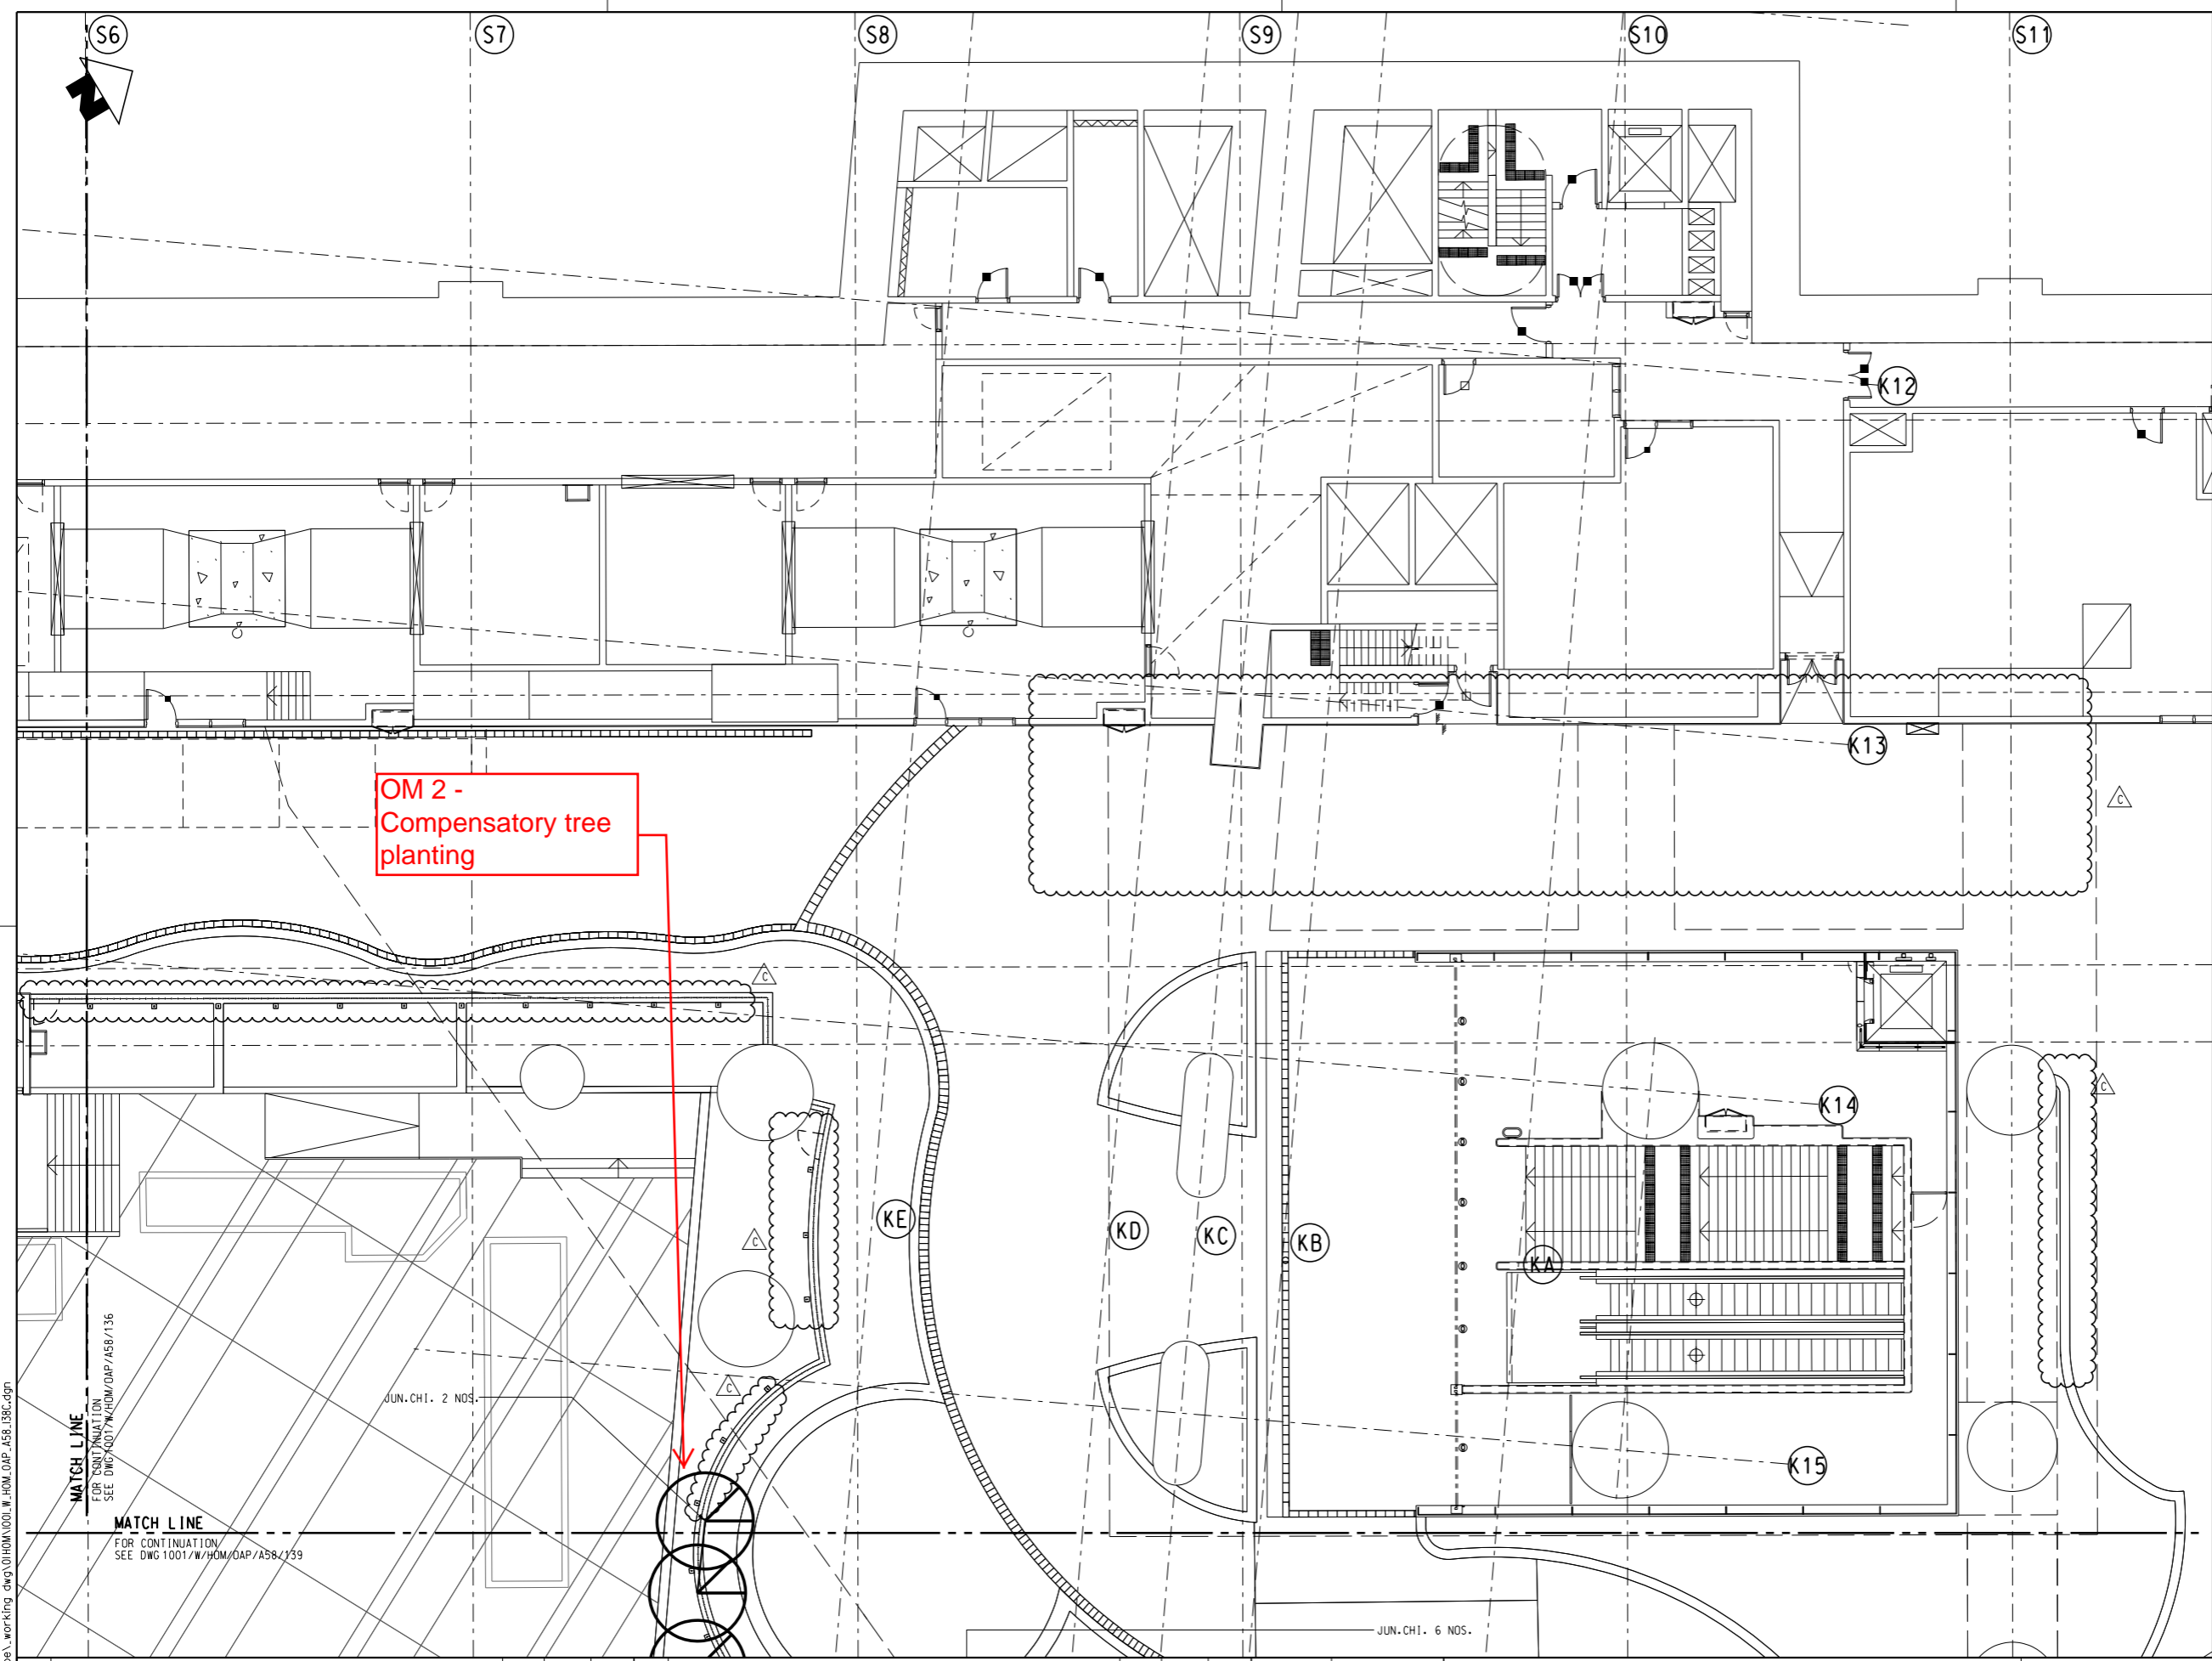 S6
S7
S8
S9
S10
S11
N
K12
K13
C
OM 2 -
Compensatory tree
planting
C
C
K14
KE
KD
KC
KB
C
KA
C
JUN.CHI. 2 NOS.
K15
MATCH LINE
FOR CONTINUATION
SEE DWG 1001/W/HOM/OAP/A58/136
MATCH LINE
FOR CONTINUATION
SEE DWG 1001/W/HOM/OAP/A58/139
JUN.CHI. 6 NOS.